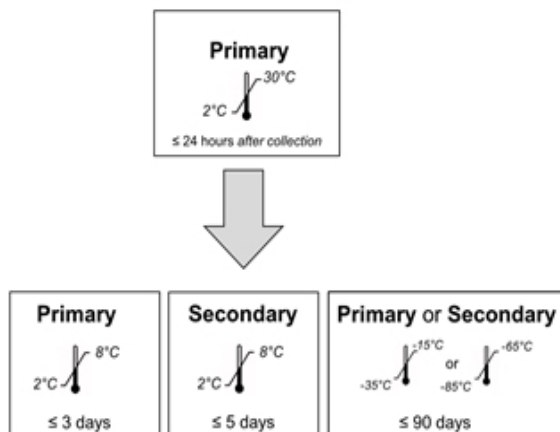 Primary
30°C
2°C
≤ 24 hours after collection
Primary
8°C
2°C
≤ 3 days
Secondary
8°C
2°C
≤ 5 days
Primary or Secondary
-15°C
-35°C
or
-65°C
-85°C
≤ 90 days